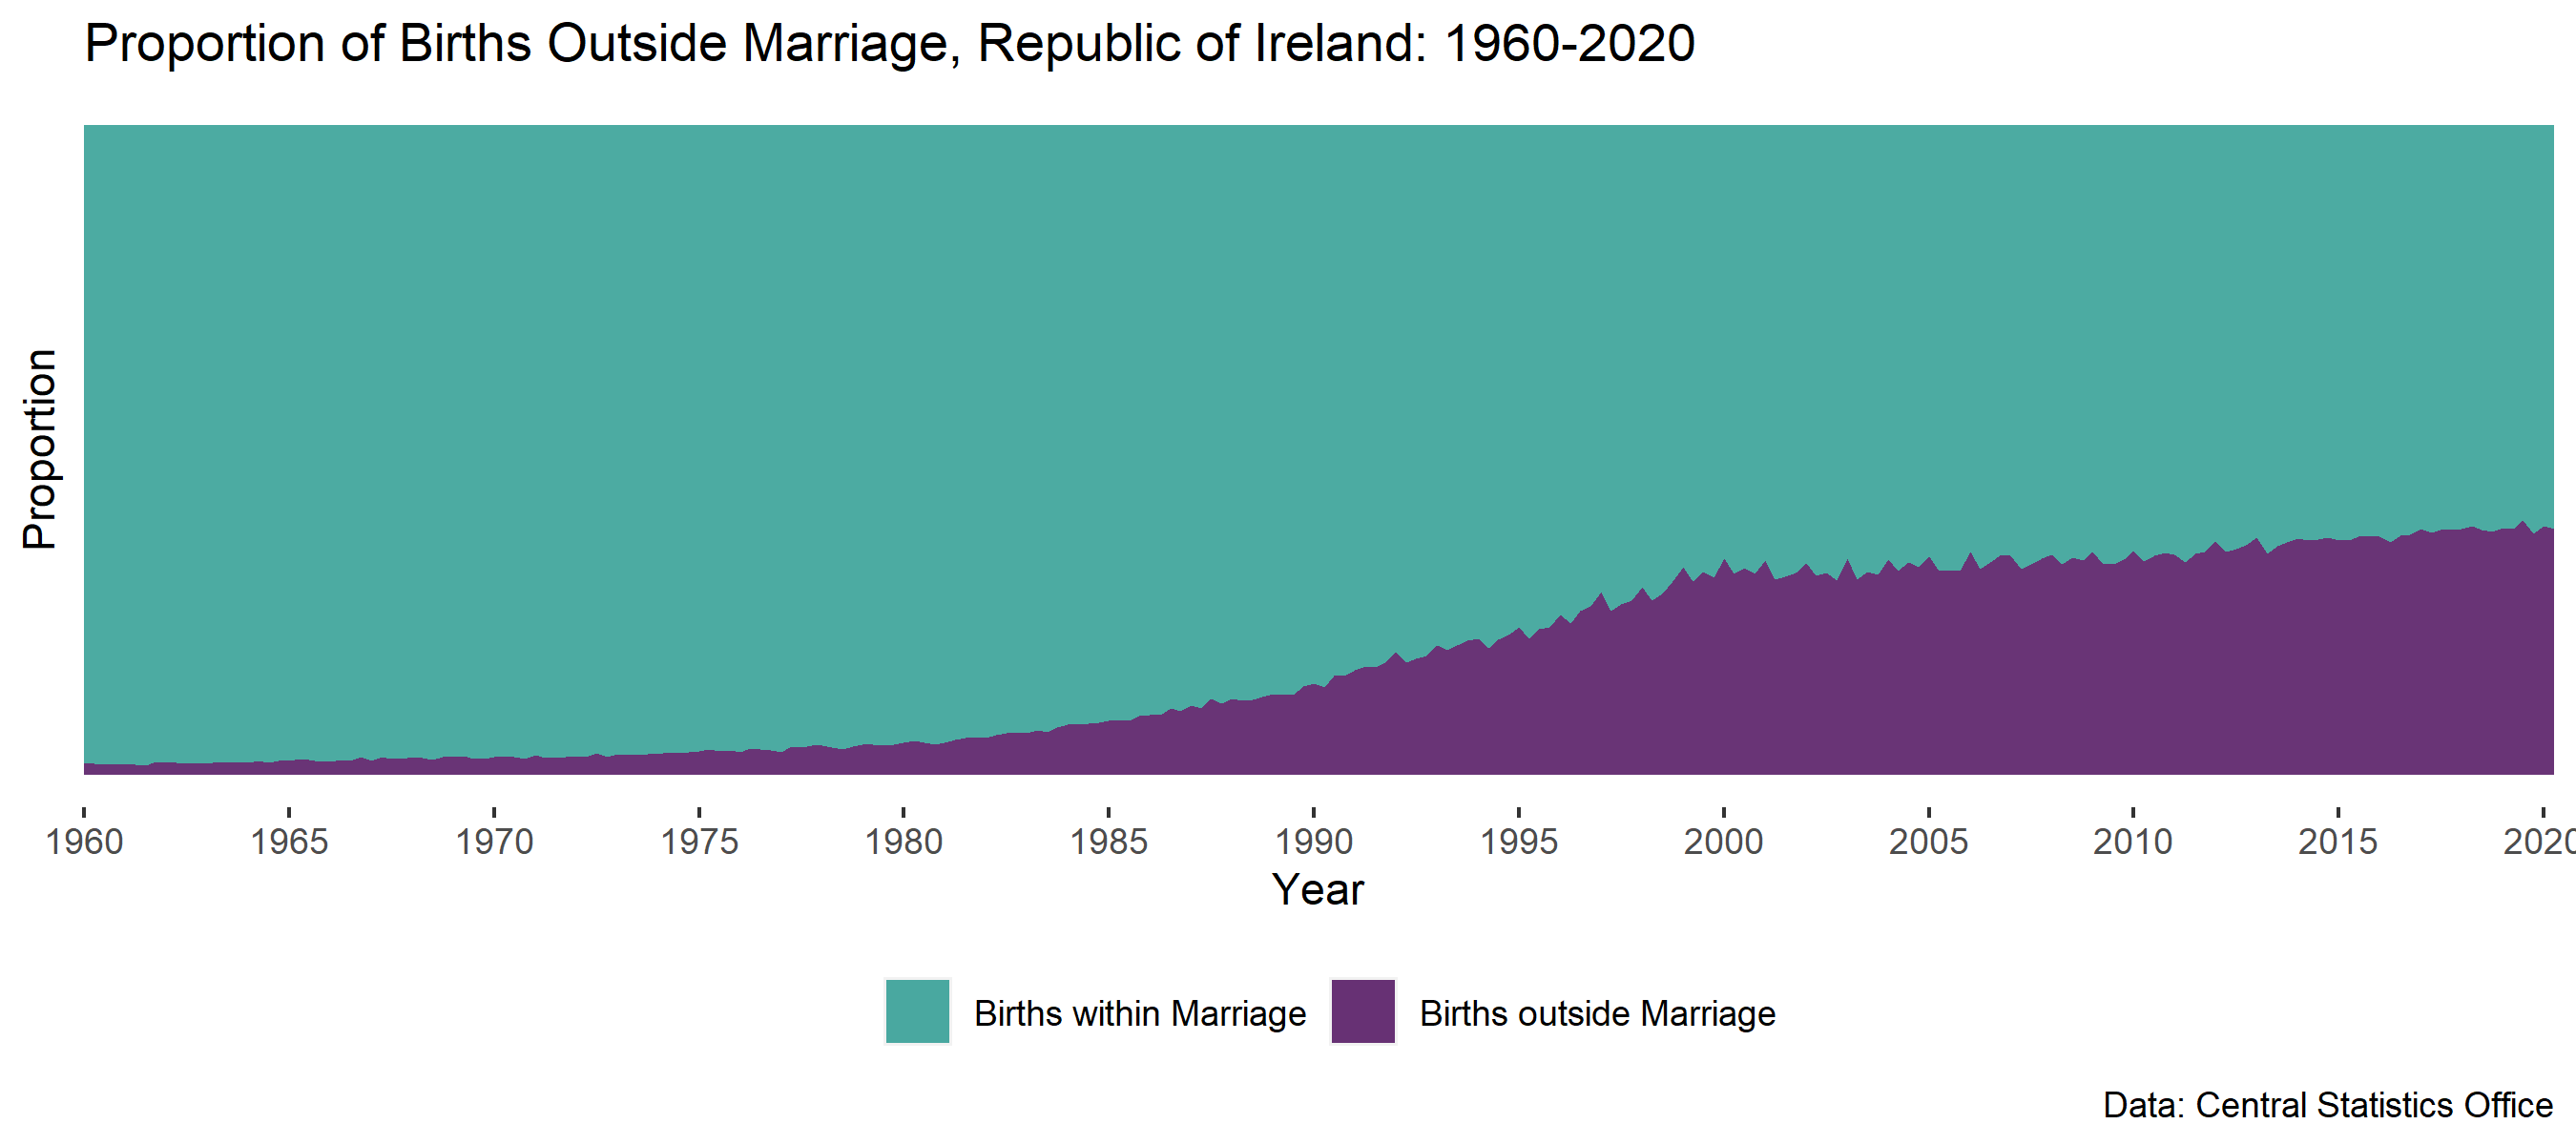 Proportion of Births Outside Marriage, Republic of Ireland: 1960-2020
Proportion
1960 1965 1970 1975 1980 1985 1990 1995 2000 2005 2010 2015 2020
Year
Births within Marriage Births outside Marriage
Data: Central Statistics Office